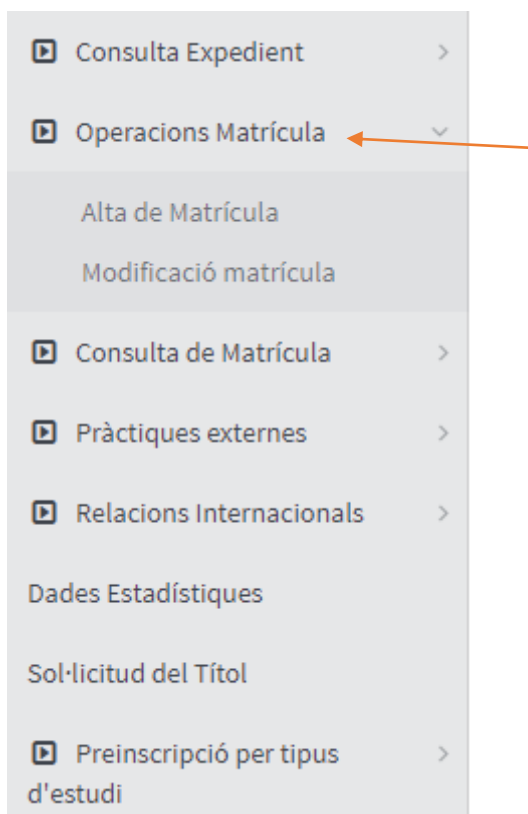 Consulta Expedient
Operacions Matrícula
Alta de Matrícula
Modificació matrícula
Consulta de Matrícula
Pràctiques externes
Relacions Internacionals
Dades Estadístiques
Sol·licitud del Títol
Preinscripció per tipus
d'estudi